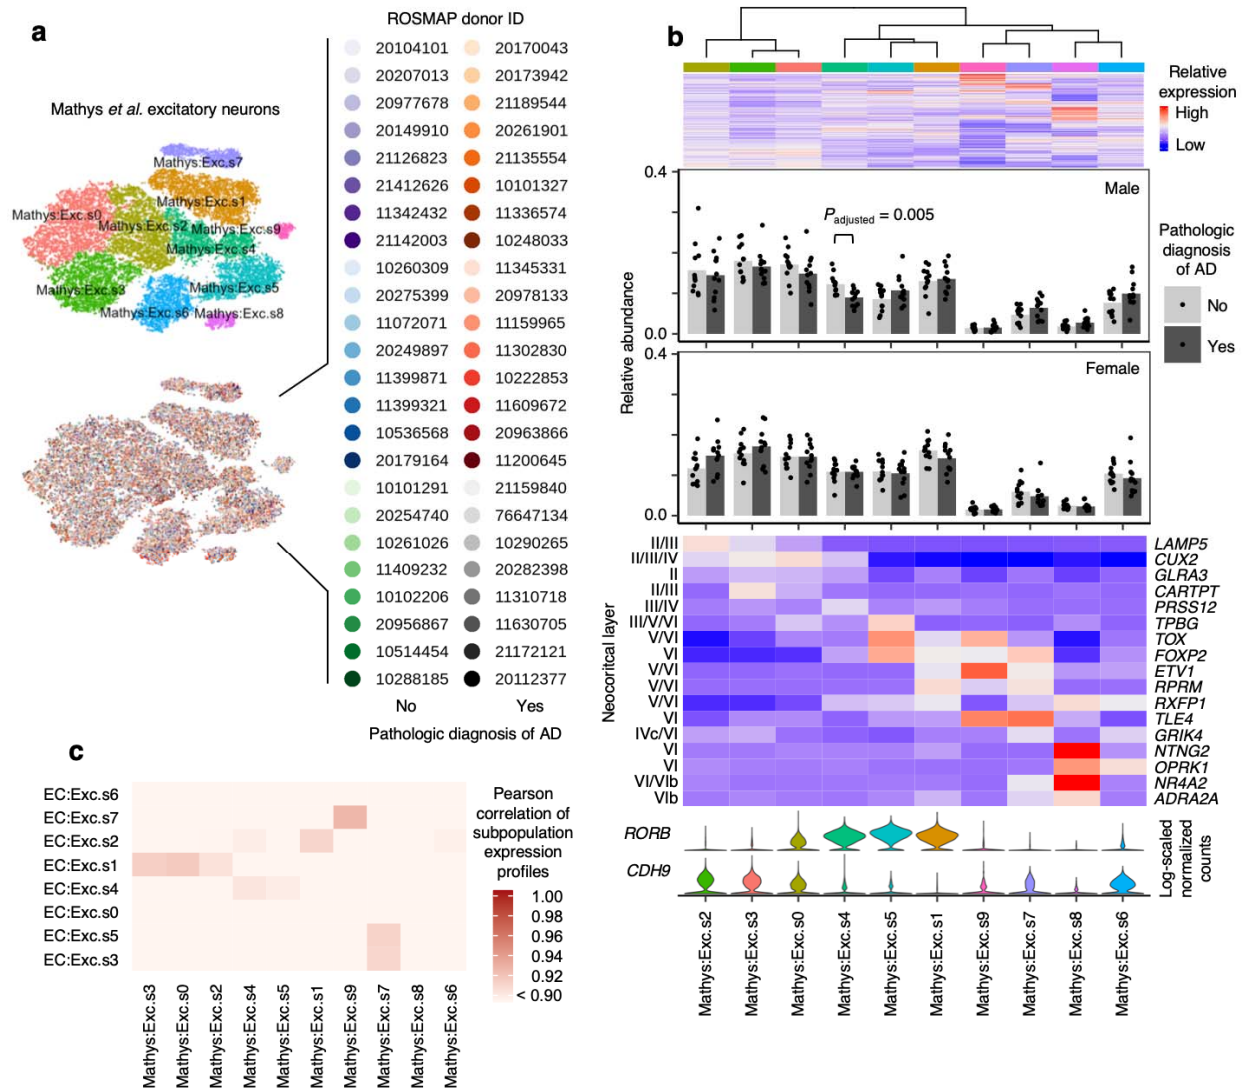 a
Mathys et al. excitatory neurons
Mathys:Exc.s7
Mathys:Exc.s1
Mathys:Exc.s0
Mathys:Exc.s2
Mathys:Exc.s9
Mathys:Exc.s4
Mathys:Exc.s3
Mathys:Exc.s5
Mathys:Exc.s6
Mathys:Exc.s8
ROSMAP donor ID
20104101 20170043
20207013 20173942
20977678 21189544
20149910 20261901
21126823 21135554
21412626 10101327
11342432 11336574
21142003 10248033
10260309 11345331
20275399 20978133
11072071 11159965
20249897 11302830
11399871 10222853
11399321 11609672
10536568 20963866
20179164 11200645
10101291 21159840
20254740 76647134
10261026 10290265
11409232 20282398
10102206 11310718
20956867 11630705
10514454 21172121
10288185 20112377
No Yes
Pathologic diagnosis of AD
b
Relative
expression
High
Low
0.4
Male
Padjusted = 0.005
0.0
0.4
Female
0.0
Relative abundance
Pathologic
diagnosis
of AD
No
Yes
Neocoritcal layer
II/III LAMP5
II/III/IV CUX2
II GLRA3
II/III CARTPT
III/IV PRSS12
III/V/VI TPBG
V/VI TOX
VI FOXP2
V/VI ETV1
V/VI RPRM
V/VI RXFP1
VI TLE4
IVc/VI GRIK4
VI NTNG2
VI OPRK1
VI/VIb NR4A2
VIb ADRA2A
RORB
CDH9
Log-scaled
normalized
counts
Mathys:Exc.s2
Mathys:Exc.s3
Mathys:Exc.s0
Mathys:Exc.s4
Mathys:Exc.s5
Mathys:Exc.s1
Mathys:Exc.s9
Mathys:Exc.s7
Mathys:Exc.s8
Mathys:Exc.s6
c
EC:Exc.s6
EC:Exc.s7
EC:Exc.s2
EC:Exc.s1
EC:Exc.s4
EC:Exc.s0
EC:Exc.s5
EC:Exc.s3
Mathys:Exc.s3
Mathys:Exc.s0
Mathys:Exc.s2
Mathys:Exc.s4
Mathys:Exc.s5
Mathys:Exc.s1
Mathys:Exc.s9
Mathys:Exc.s7
Mathys:Exc.s8
Mathys:Exc.s6
Pearson
correlation of
subpopulation
expression
profiles
1.00
0.98
0.96
0.94
0.92
< 0.90